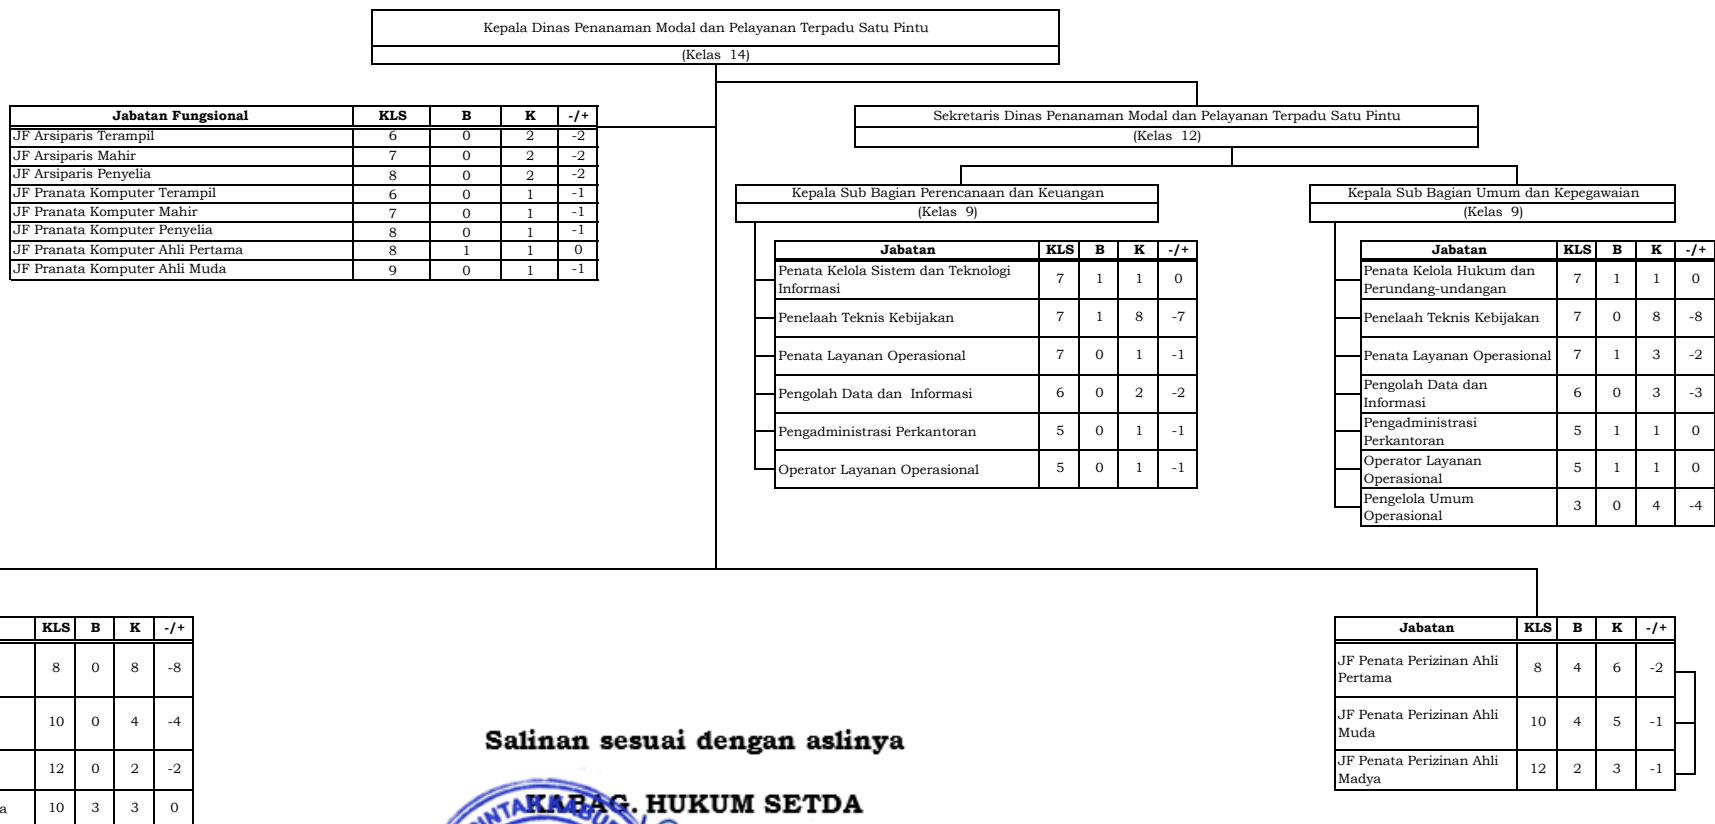 Kepala Dinas Penanaman Modal dan Pelayanan Terpadu Satu Pintu
(Kelas 14)
Jabatan Fungsional KLS B K -/+
JF Arsiparis Terampil 6 0 2 -2
JF Arsiparis Mahir 7 0 2 -2
JF Arsiparis Penyelia 8 0 2 -2
JF Pranata Komputer Terampil 6 0 1 -1
JF Pranata Komputer Mahir 7 0 1 -1
JF Pranata Komputer Penyelia 8 0 1 -1
JF Pranata Komputer Ahli Pertama 8 1 1 0
JF Pranata Komputer Ahli Muda 9 0 1 -1
Sekretaris Dinas Penanaman Modal dan Pelayanan Terpadu Satu Pintu
(Kelas 12)
Kepala Sub Bagian Perencanaan dan Keuangan
(Kelas 9)
Jabatan KLS B K -/+
Penata Kelola Sistem dan Teknologi
Informasi 7 1 1 0
Penelaah Teknis Kebijakan 7 1 8 -7
Penata Layanan Operasional 7 0 1 -1
Pengolah Data dan Informasi 6 0 2 -2
Pengadministrasi Perkantoran 5 0 1 -1
Operator Layanan Operasional 5 0 1 -1
Kepala Sub Bagian Umum dan Kepegawaian
(Kelas 9)
Jabatan KLS B K -/+
Penata Kelola Hukum dan
Perundang-undangan 7 1 1 0
Penelaah Teknis Kebijakan 7 0 8 -8
Penata Layanan Operasional 7 1 3 -2
Pengolah Data dan
Informasi 6 0 3 -3
Pengadministrasi
Perkantoran 5 1 1 0
Operator Layanan
Operasional 5 1 1 0
Pengelola Umum
Operasional 3 0 4 -4
KLS B K -/+
8 0 8 -8
10 0 4 -4
12 0 2 -2
a 10 3 3 0
Salinan sesuai dengan aslinya
KABAG. HUKUM SETDA
Jabatan KLS B K -/+
JF Penata Perizinan Ahli
Pertama 8 4 6 -2
JF Penata Perizinan Ahli
Muda 10 4 5 -1
JF Penata Perizinan Ahli
Madya 12 2 3 -1